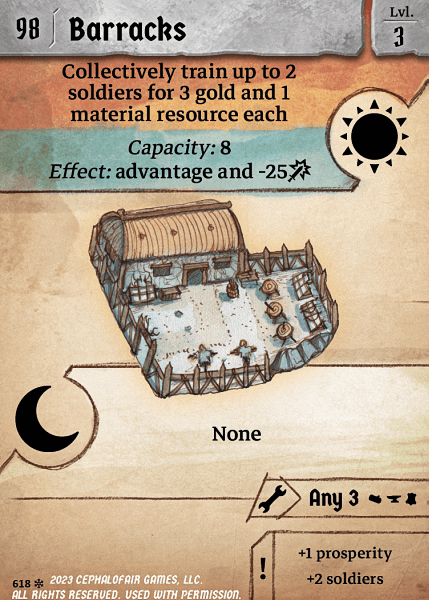 98 Barracks
Lvl.
3
Collectively train up to 2
soldiers for 3 gold and 1
material resource each
Capacity: 8
Effect: advantage and -25
None
Any 3
! +1 prosperity
+2 soldiers
618 2023 CEPHALOFAIR GAMES, LLC.
ALL RIGHTS RESERVED. USED WITH PERMISSION.